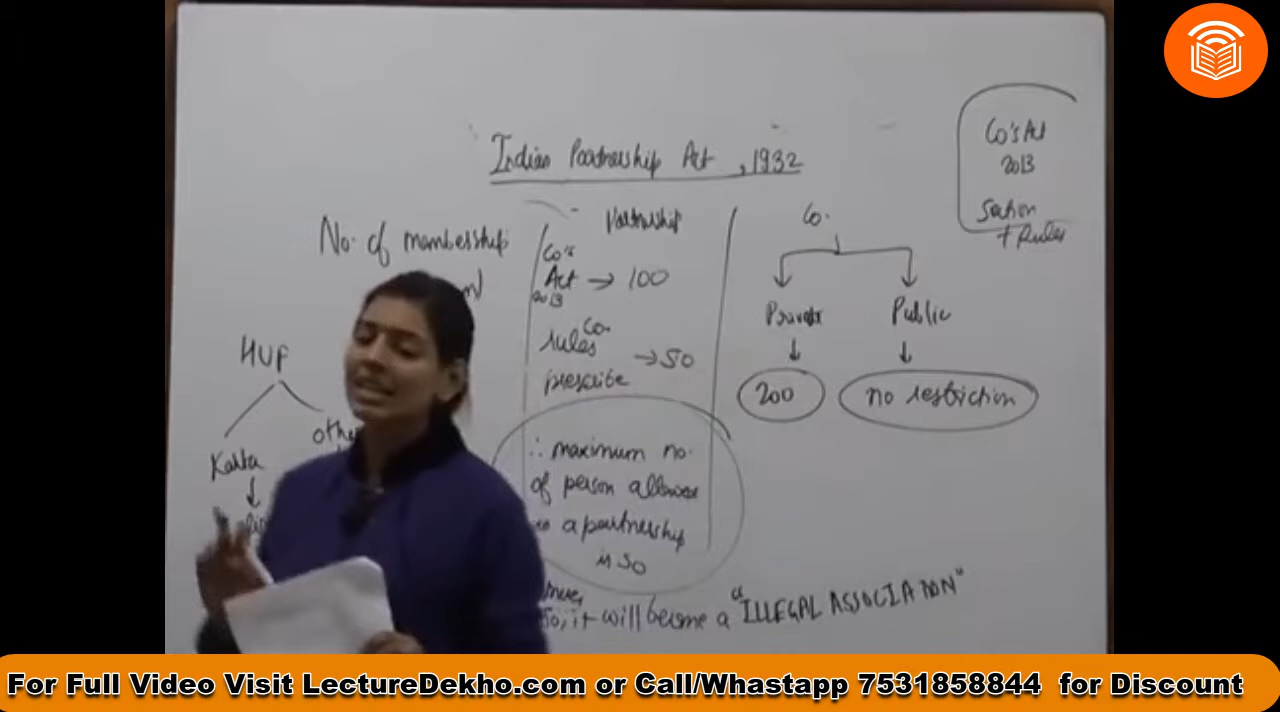 Indian Partnership Act, 1932
Co's Act
2013
Section
+ Rules
No. of membership
Partnership
Co's
Act → 100
2013
Co.
rules → 50
prescribe
∴ maximum no.
of person allowed
in a partnership
is 50
it will become a "ILLEGAL ASSOCIATION"
Co.
Private
Public
200
no restriction
HUF
Karta
For Full Video Visit LectureDekho.com or Call/Whastapp 7531858844 for Discount